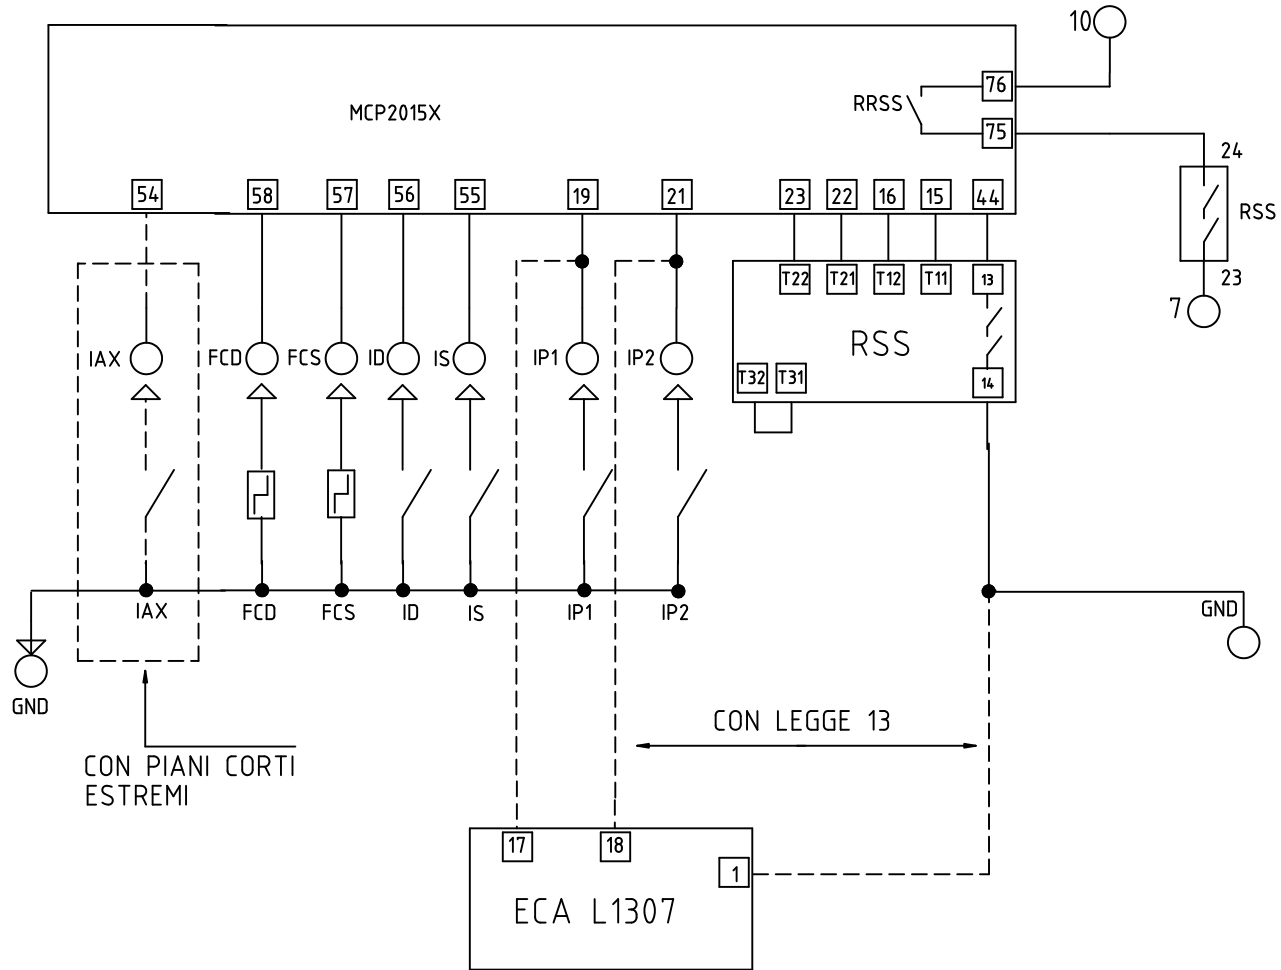 10
76
RRSS
MCP2015X
75
24
54
58
57
56
55
19
21
23
22
16
15
44
RSS
T22
T21
T12
T11
13
23
7
RSS
IAX
FCD
FCS
ID
IS
IP1
IP2
T32
T31
14
IAX
FCD
FCS
ID
IS
IP1
IP2
GND
GND
CON LEGGE 13
CON PIANI CORTI
ESTREMI
17
18
1
ECA L1307